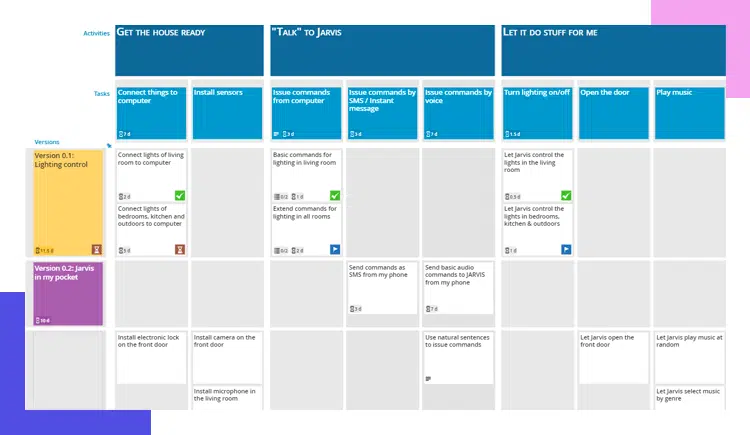 Activities
GET THE HOUSE READY
"TALK" TO JARVIS
LET IT DO STUFF FOR ME
Tasks
Connect things to
computer
7 d
Install sensors
Issue commands
from computer
3 d
Issue commands by
SMS / Instant
message
3 d
Issue commands by
voice
7 d
Turn lighting on/off
1.5 d
Open the door
Play music
Versions
Version 0.1:
Lighting control
11.5 d
Connect lights of living
room to computer
2 d
Basic commands for
lighting in living room
0/2
1 d
Let Jarvis control the
lights in the living
room
0.5 d
Connect lights of
bedrooms, kitchen and
outdoors to computer
5 d
Extend commands for
lighting in all rooms
0/2
2 d
Let Jarvis control the
lights in bedrooms,
kitchen & outdoors
1 d
Version 0.2: Jarvis
in my pocket
10 d
Send commands as
SMS from my phone
3 d
Send basic audio
commands to JARVIS
from my phone
7 d
Install electronic lock
on the front door
Install camera on the
front door
Use natural sentences
to issue commands
Let Jarvis open the
front door
Let Jarvis play music at
random
Install microphone in
the living room
Let Jarvis select music
by genre